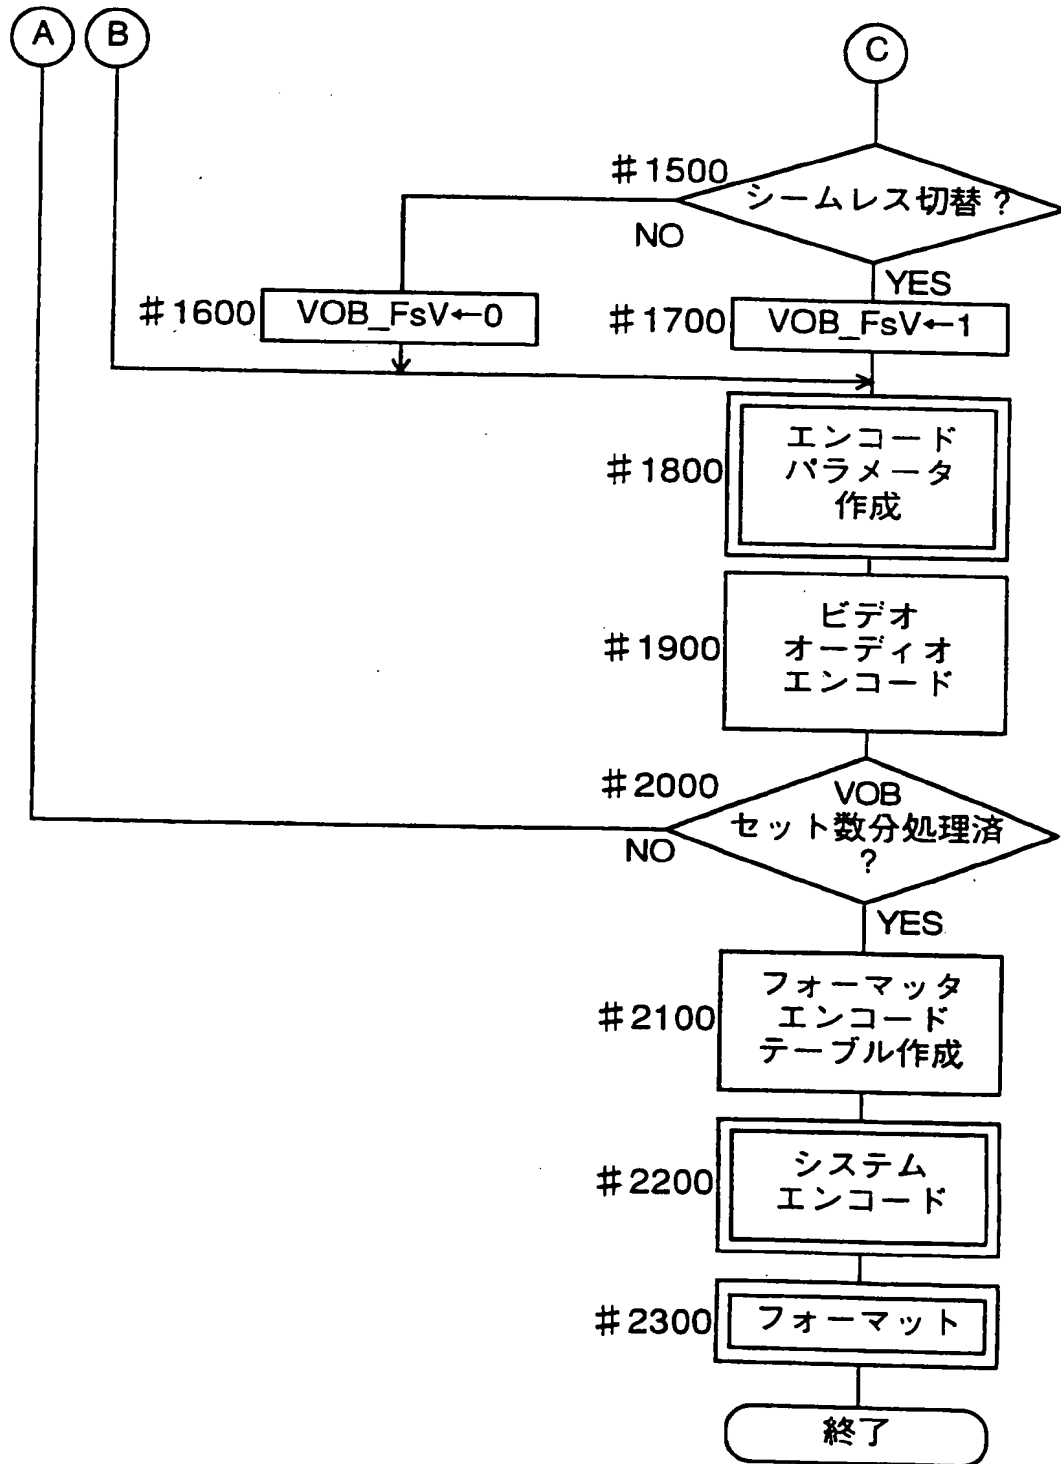 A
B
C
#1500
シームレス切替?
NO
YES
#1600
VOB_FsV←0
#1700
VOB_FsV←1
#1800
エンコード
パラメータ
作成
#1900
ビデオ
オーディオ
エンコード
#2000
VOB
セット数分処理済
?
NO
YES
#2100
フォーマッタ
エンコード
テーブル作成
#2200
システム
エンコード
#2300
フォーマット
終了